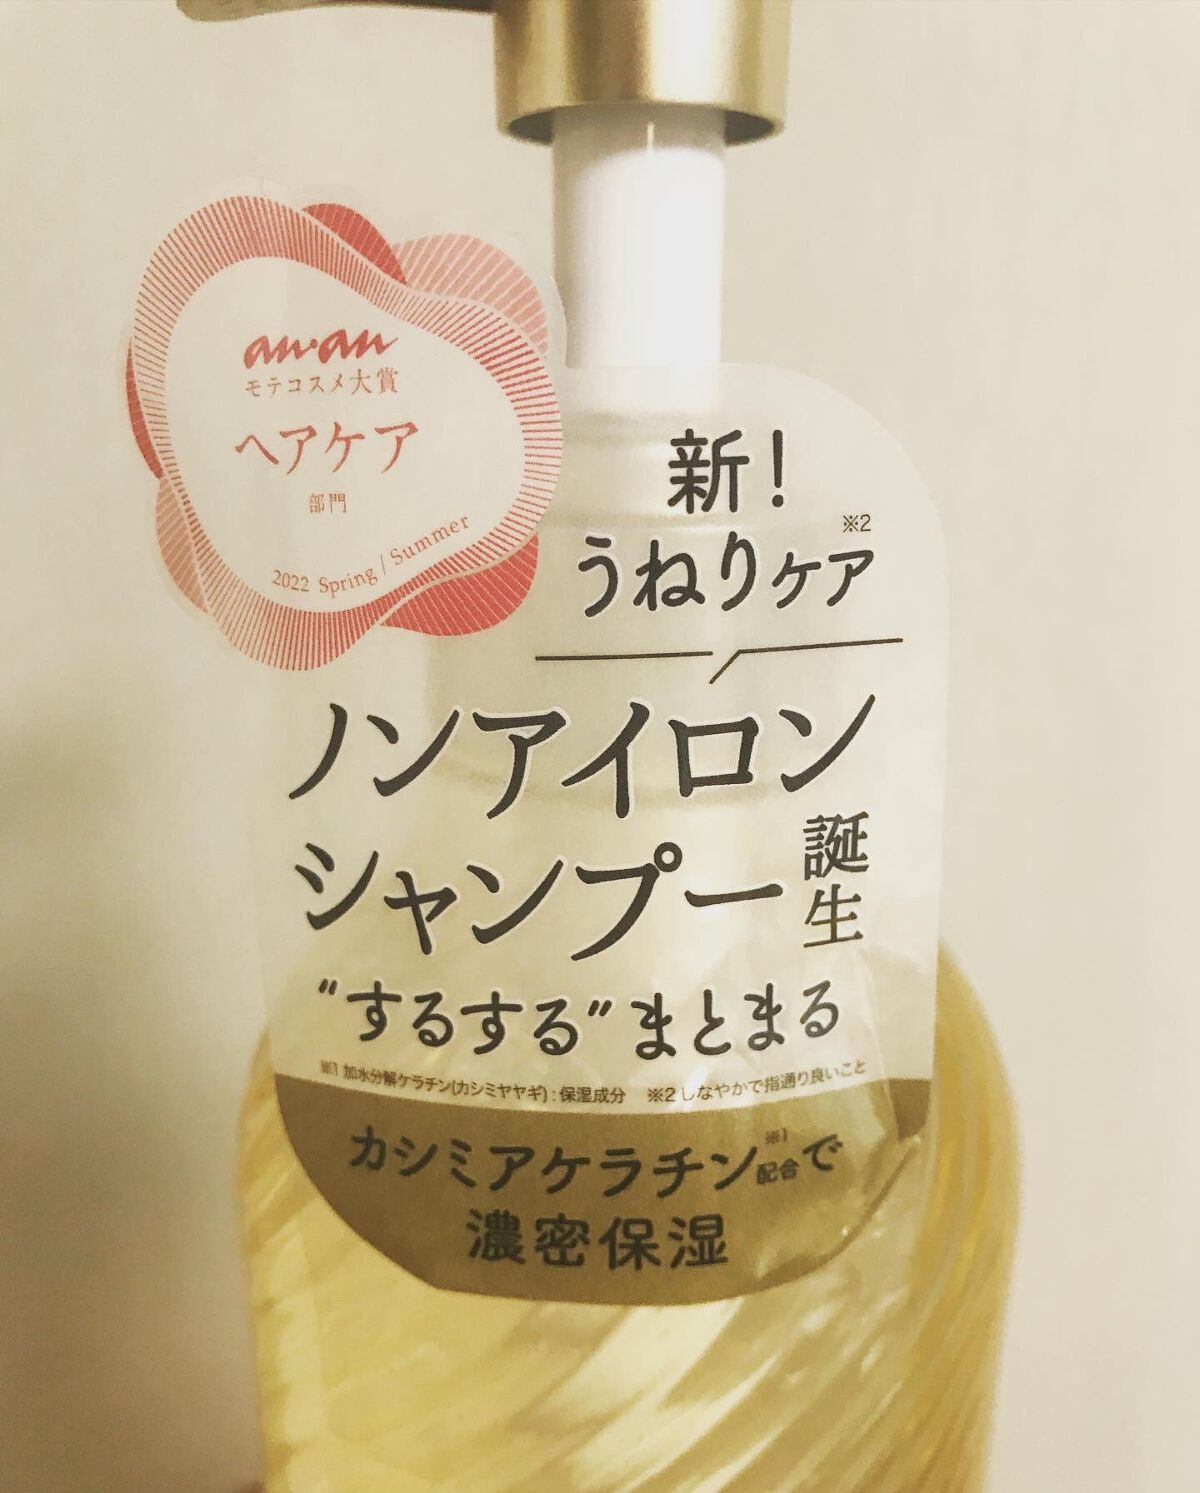 an・an
モテコスメ大賞
ヘアケア
部門
2022 Spring / Summer
新!
うねりケア※2
ノンアイロン
シャンプー誕生
“するする”まとまる
※1 加水分解ケラチン(カシミヤヤギ):保湿成分 ※2 しなやかで指通り良いこと
カシミアケラチン※1配合で
濃密保湿